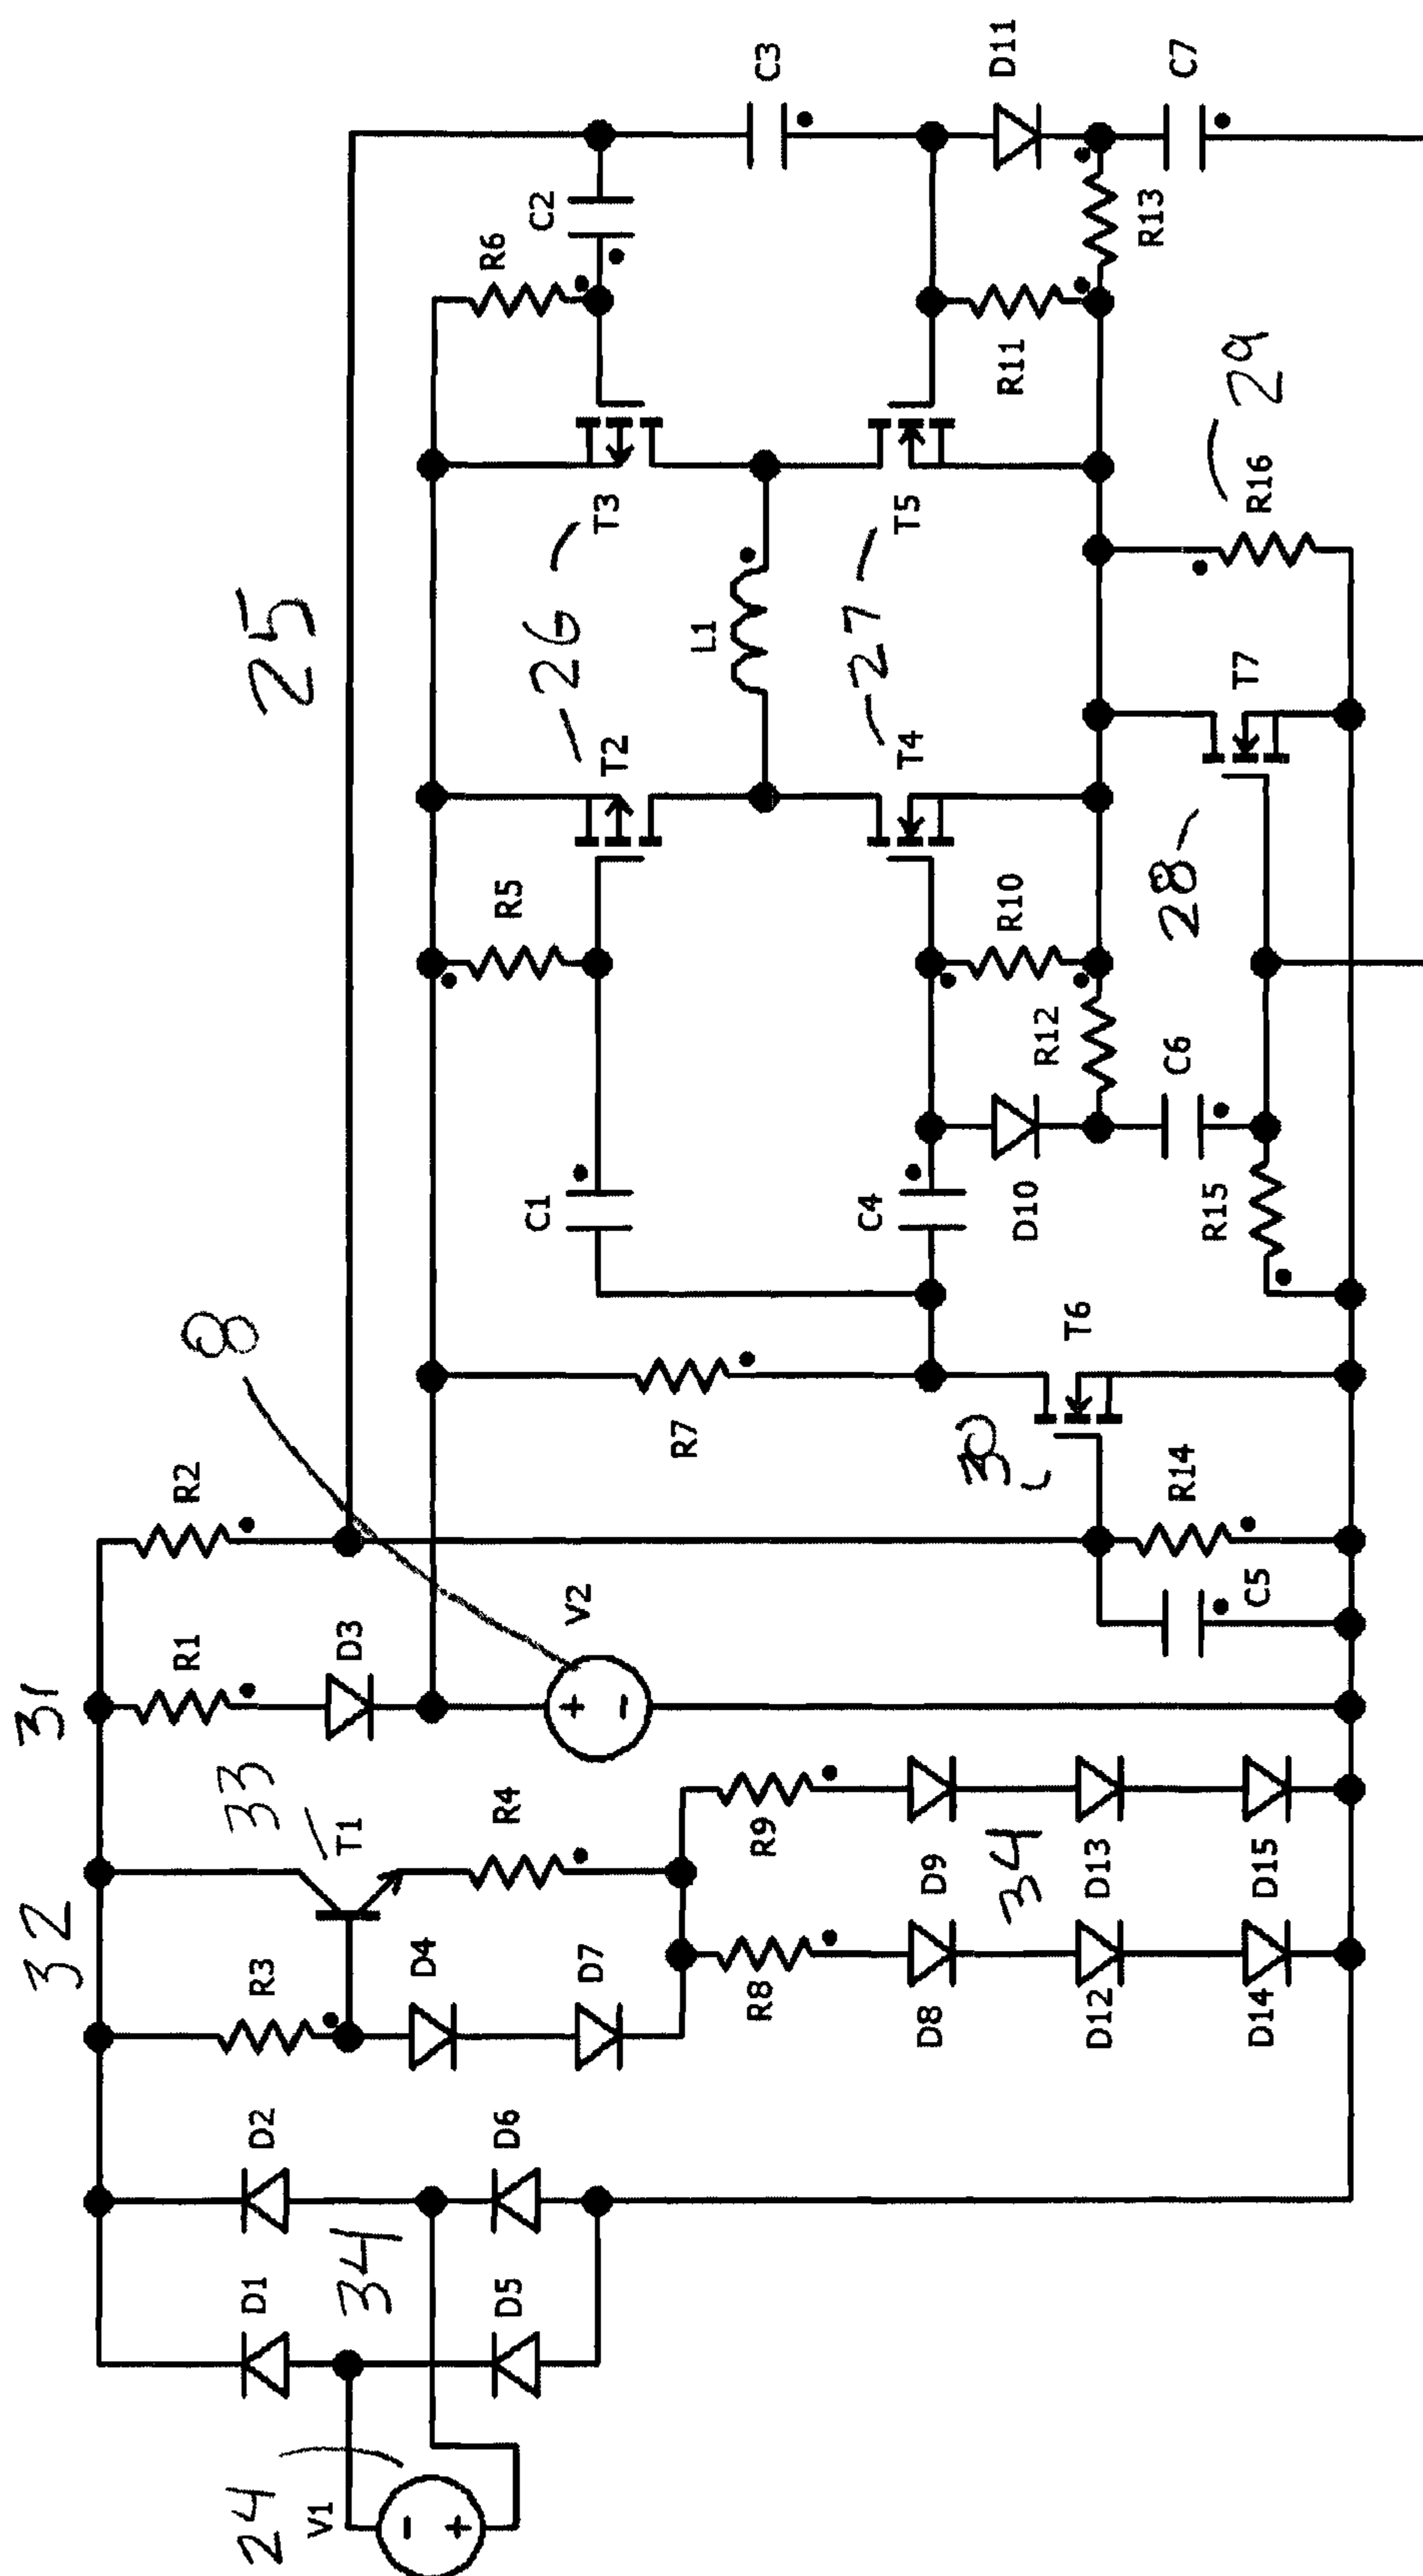 24
V1
-
+
D1
34
D5
D2
D6
32
R3
D4
D7
R8
D8
D12
D14
33
T1
R4
R9
D9
34
D13
D15
31
R1
D3
8
V2
+
-
C5
R2
R14
30
T6
R7
C1
C4
D10
R15
R12
C6
R5
R10
28
T2
T4
T7
25
26
L1
27
T3
T5
R16
29
R6
C2
R11
R13
C3
D11
C7